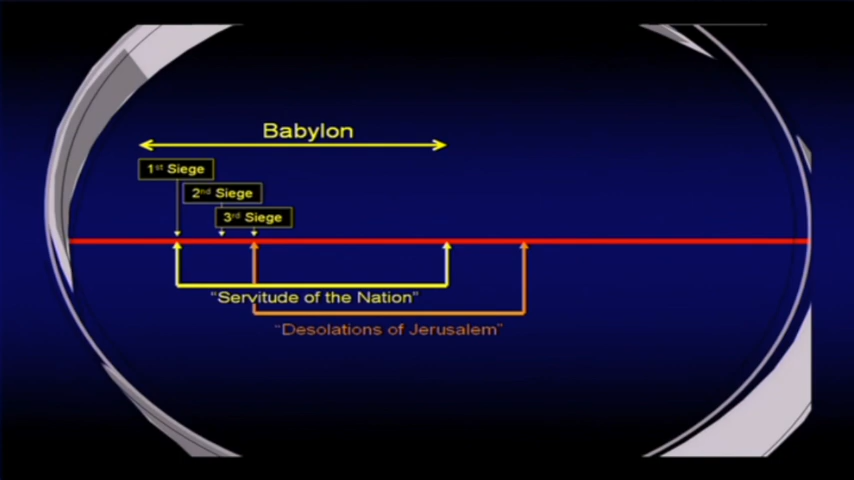 Babylon
1st Siege
2nd Siege
3rd Siege
"Servitude of the Nation"
"Desolations of Jerusalem"